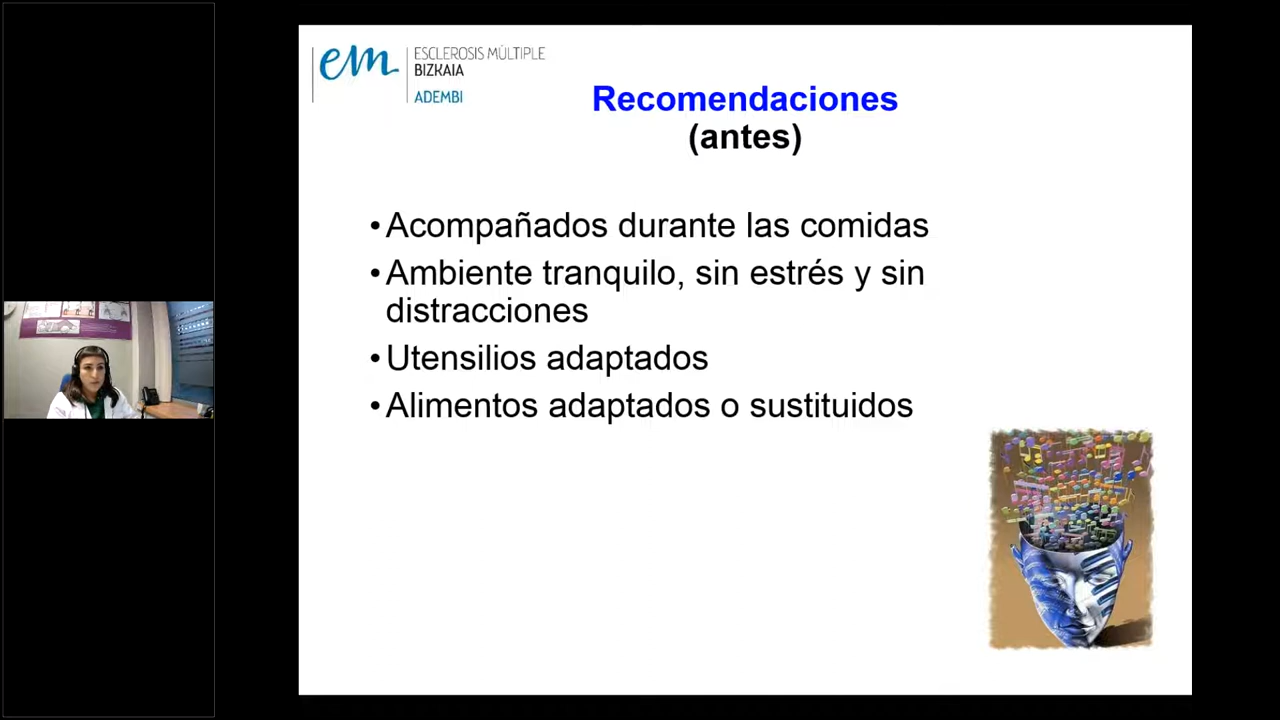 em
ESCLEROSIS MÚLTIPLE
BIZKAIA
ADEMBI
Recomendaciones
(antes)
•Acompañados durante las comidas
•Ambiente tranquilo, sin estrés y sin
distracciones
•Utensilios adaptados
•Alimentos adaptados o sustituidos